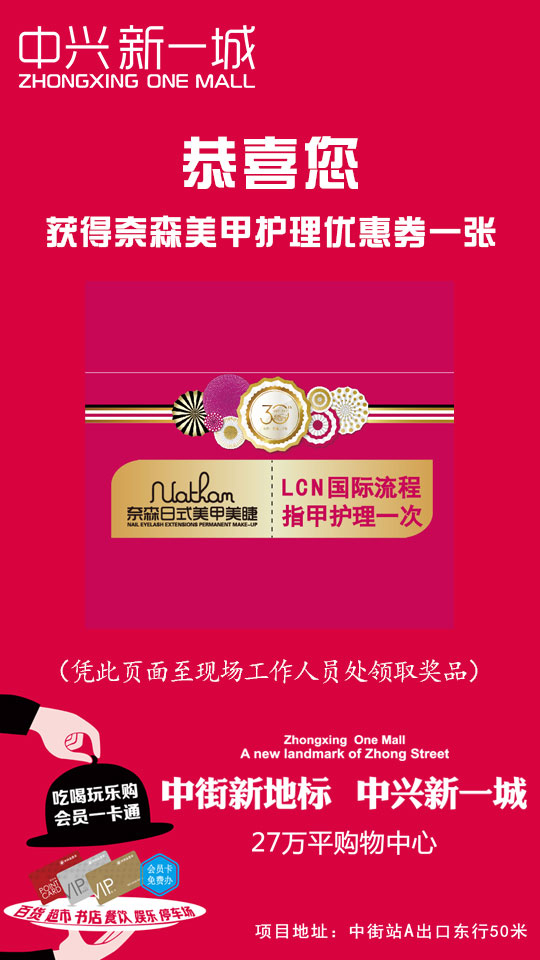 中兴新一城
ZHONGXING ONE MALL
恭喜您
获得奈森美甲护理优惠券一张
30
Nathan
奈森日式美甲美睫
NAIL EYELASH EXTENSIONS PERMANENT MAKE-UP
LCN国际流程
指甲护理一次
（凭此页面至现场工作人员处领取奖品）
Zhongxing One Mall
A new landmark of Zhong Street
中街新地标 中兴新一城
27万平购物中心
吃喝玩乐购
会员一卡通
POINT CARD
VIP
VIP
会员卡
免费办
百货 超市 书店 餐饮 娱乐 停车场
项目地址：中街站A出口东行50米